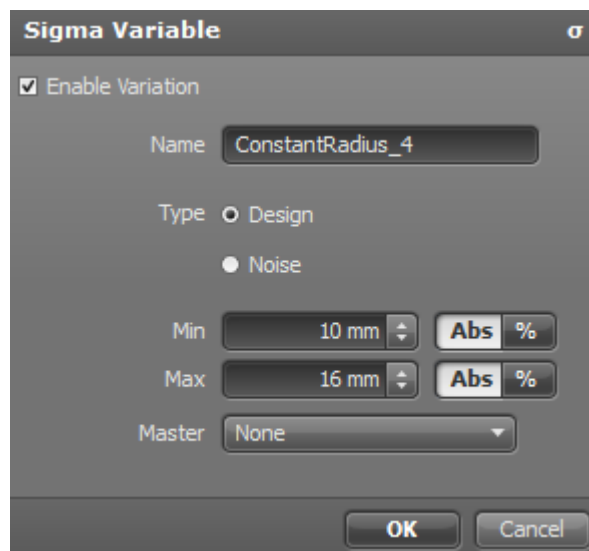 Sigma Variable σ
Enable Variation
Name ConstantRadius_4
Type Design
Noise
Min 10 mm Abs %
Max 16 mm Abs %
Master None
OK Cancel